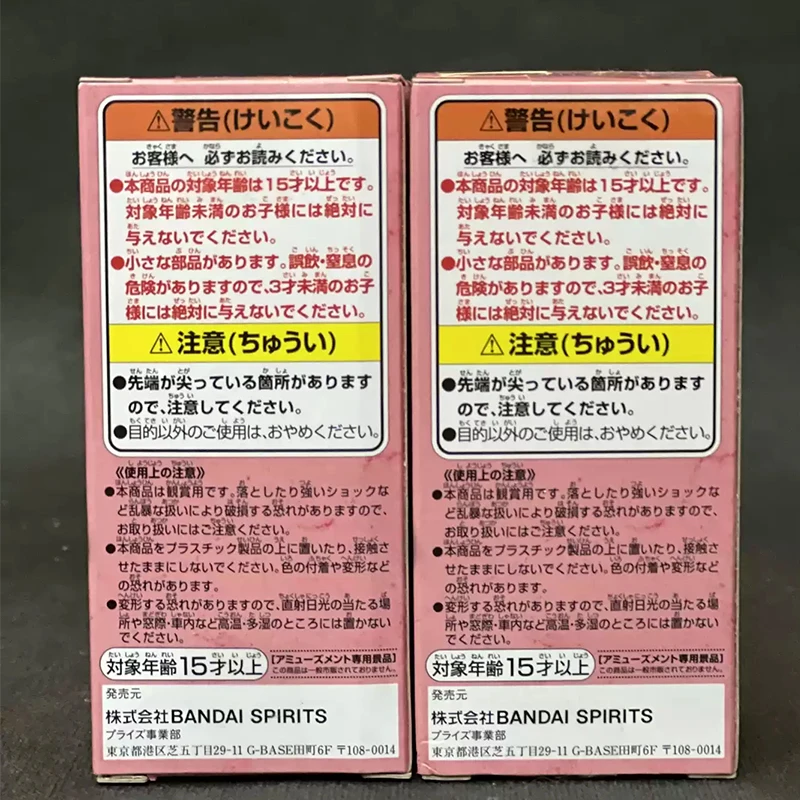 ⚠警告(けいこく)
お客様へ 必ずお読みください。
●本商品の対象年齢は15才以上です。
対象年齢未満のお子様には絶対に
与えないでください。
●小さな部品があります。誤飲・窒息の
危険がありますので、3才未満のお子
様には絶対に与えないでください。
⚠注意(ちゅうい)
●先端が尖っている箇所があります
ので、注意してください。
●目的以外のご使用は、おやめください。
《使用上の注意》
●本商品は観賞用です。落としたり強いショックな
ど乱暴な扱いにより破損する恐れがありますので、
お取り扱いにはご注意ください。
●本商品をプラスチック製品の上に置いたり、接触さ
せたままにしないでください。色の付着や変形など
の恐れがあります。
●変形する恐れがありますので、直射日光の当たる場
所や窓際・車内など高温・多湿のところには置かない
でください。
対象年齢15才以上
【アミューズメント専用景品】
この商品は一般市販されておりません。
発売元
株式会社BANDAI SPIRITS
プライズ事業部
東京都港区芝五丁目29-11 G-BASE田町6F 〒108-0014
⚠警告(けいこく)
お客様へ 必ずお読みください。
●本商品の対象年齢は15才以上です。
対象年齢未満のお子様には絶対に
与えないでください。
●小さな部品があります。誤飲・窒息の
危険がありますので、3才未満のお子
様には絶対に与えないでください。
⚠注意(ちゅうい)
●先端が尖っている箇所があります
ので、注意してください。
●目的以外のご使用は、おやめください。
《使用上の注意》
●本商品は観賞用です。落としたり強いショックな
ど乱暴な扱いにより破損する恐れがありますので、
お取り扱いにはご注意ください。
●本商品をプラスチック製品の上に置いたり、接触さ
せたままにしないでください。色の付着や変形など
の恐れがあります。
●変形する恐れがありますので、直射日光の当たる場
所や窓際・車内など高温・多湿のところには置かない
でください。
対象年齢15才以上
【アミューズメント専用景品】
この商品は一般市販されておりません。
発売元
株式会社BANDAI SPIRITS
プライズ事業部
東京都港区芝五丁目29-11 G-BASE田町6F 〒108-0014